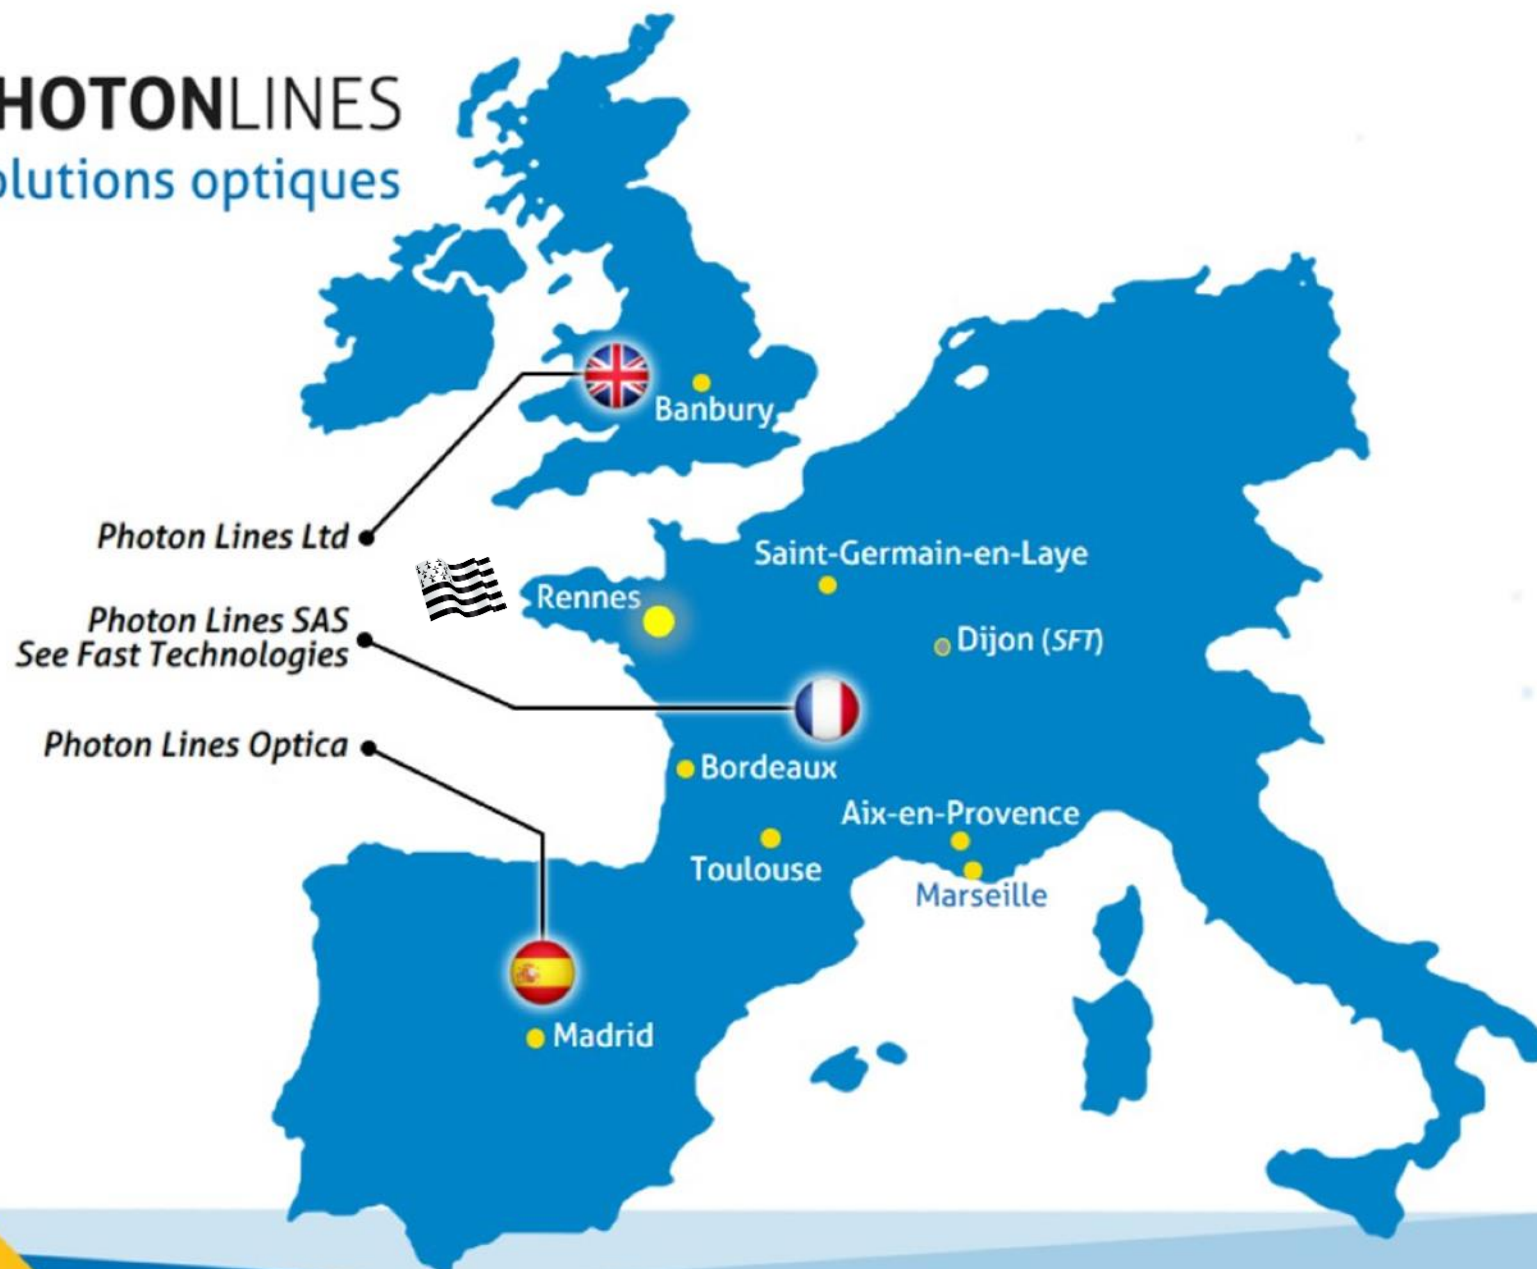 HOTONLINES
olutions optiques
Banbury
Photon Lines Ltd
Saint-Germain-en-Laye
Rennes
Photon Lines SAS
See Fast Technologies
Dijon (SFT)
Photon Lines Optica
Bordeaux
Aix-en-Provence
Toulouse
Marseille
Madrid